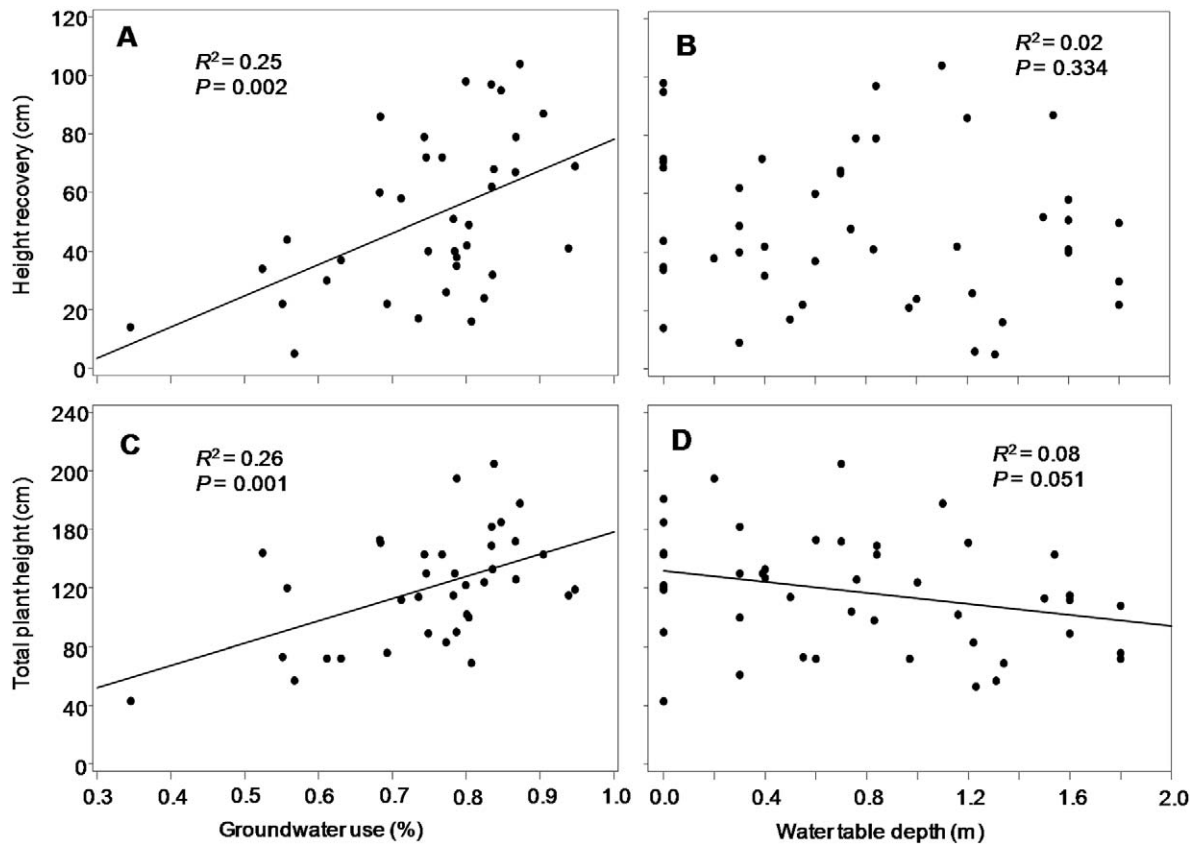 A
R² = 0.25
P = 0.002
B
R² = 0.02
P = 0.334
Height recovery (cm)
120
100
80
60
40
20
0
C
R² = 0.26
P = 0.001
D
R² = 0.08
P = 0.051
Total plant height (cm)
240
200
160
120
80
40
0
0.3 0.4 0.5 0.6 0.7 0.8 0.9 1.0
0.0 0.4 0.8 1.2 1.6 2.0
Groundwater use (%)
Water table depth (m)